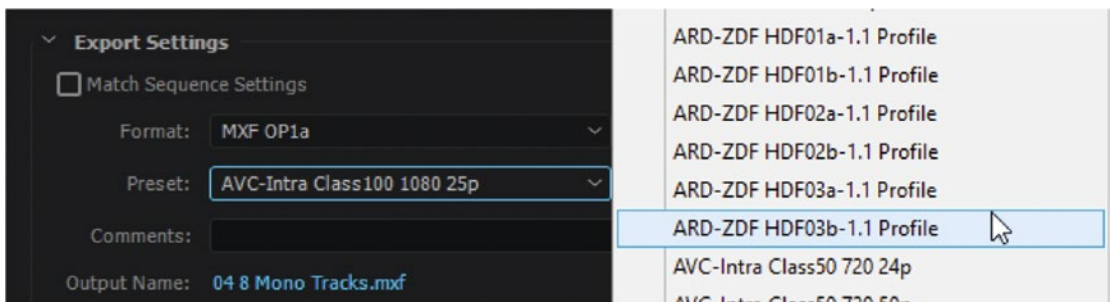 Export Settings
Match Sequence Settings
Format: MXF OP1a
Preset: AVC-Intra Class100 1080 25p
Comments:
Output Name: 04 8 Mono Tracks.mxf
ARD-ZDF HDF01a-1.1 Profile
ARD-ZDF HDF01b-1.1 Profile
ARD-ZDF HDF02a-1.1 Profile
ARD-ZDF HDF02b-1.1 Profile
ARD-ZDF HDF03a-1.1 Profile
ARD-ZDF HDF03b-1.1 Profile
AVC-Intra Class50 720 24p